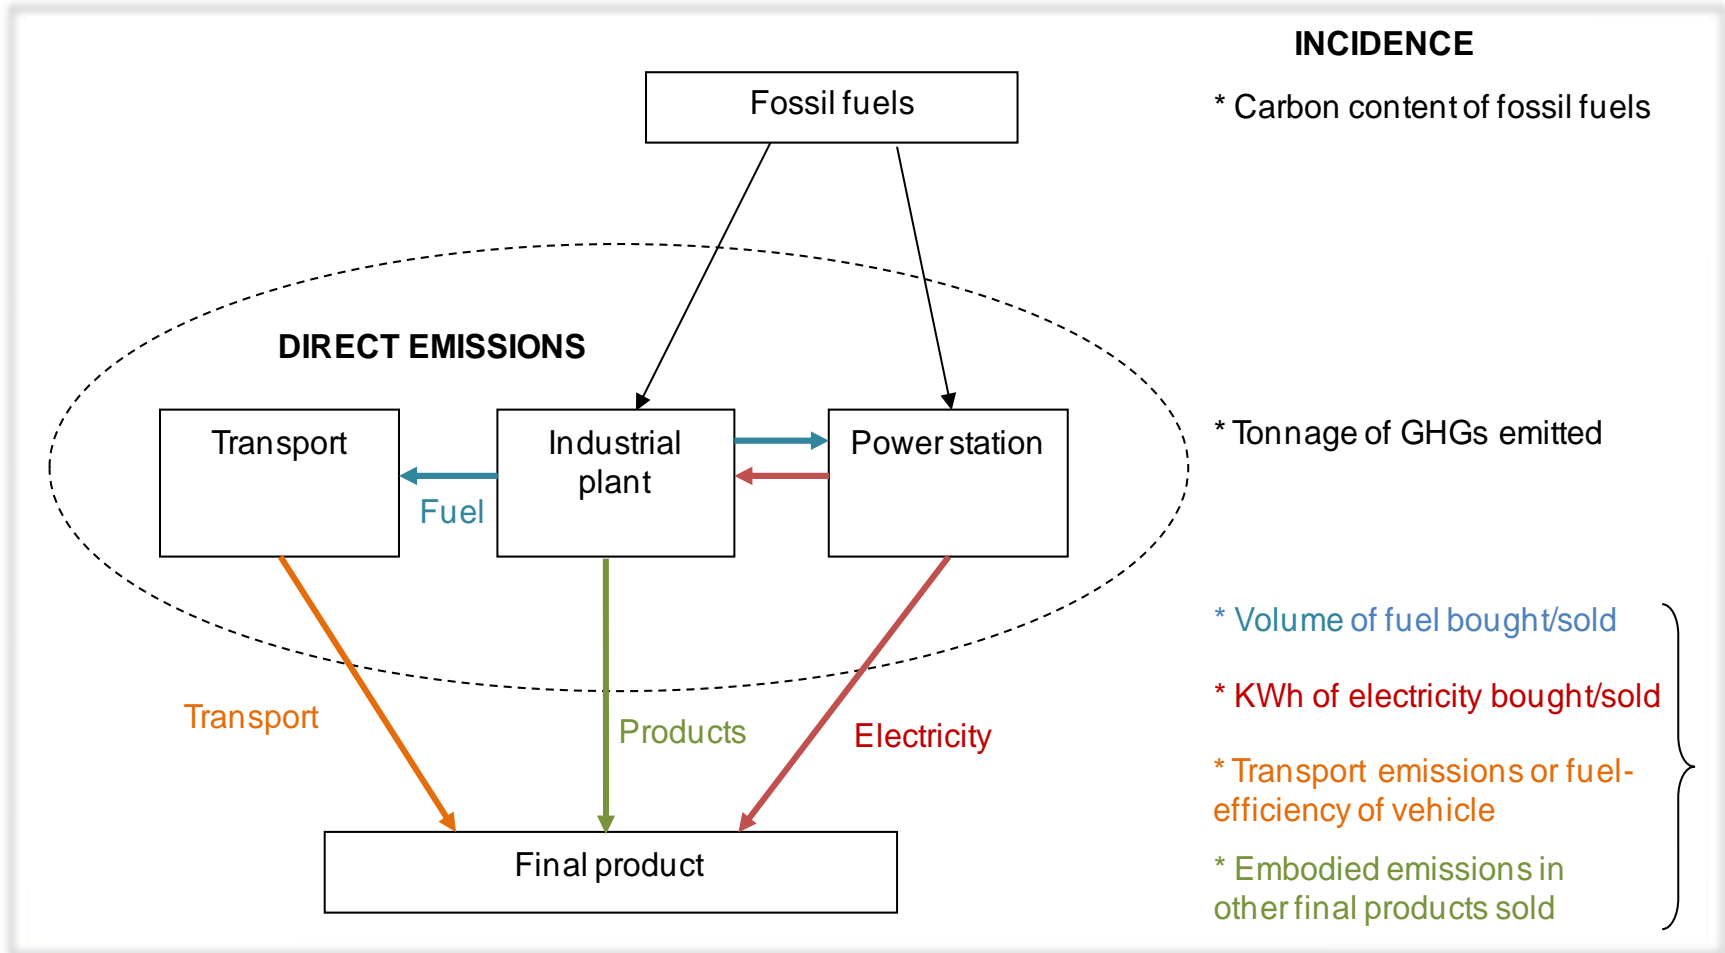 INCIDENCE
Fossil fuels
* Carbon content of fossil fuels
DIRECT EMISSIONS
Transport
Industrial
plant
Power station
* Tonnage of GHGs emitted
Fuel
* Volume of fuel bought/sold
* KWh of electricity bought/sold
Transport
Products
Electricity
* Transport emissions or fuel-
efficiency of vehicle
Final product
* Embodied emissions in
other final products sold